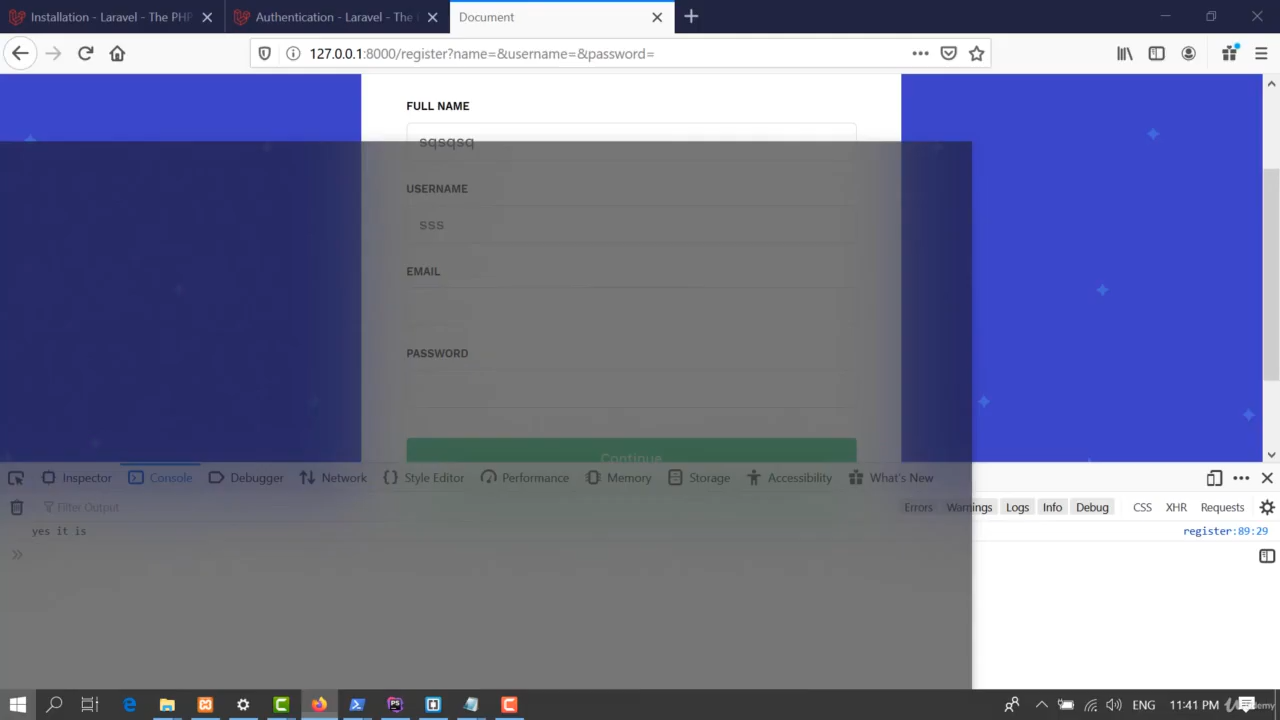 Installation - Laravel - The PHP
Authentication - Laravel - The
Document
127.0.0.1:8000/register?name=&username=&password=
FULL NAME
sqsqsq
USERNAME
sss
EMAIL
PASSWORD
Continue
Inspector
Console
Debugger
Network
Style Editor
Performance
Memory
Storage
Accessibility
What's New
Filter Output
Errors
Warnings
Logs
Info
Debug
CSS
XHR
Requests
yes it is
register:89:29
ENG
11:41 PM
Udemy